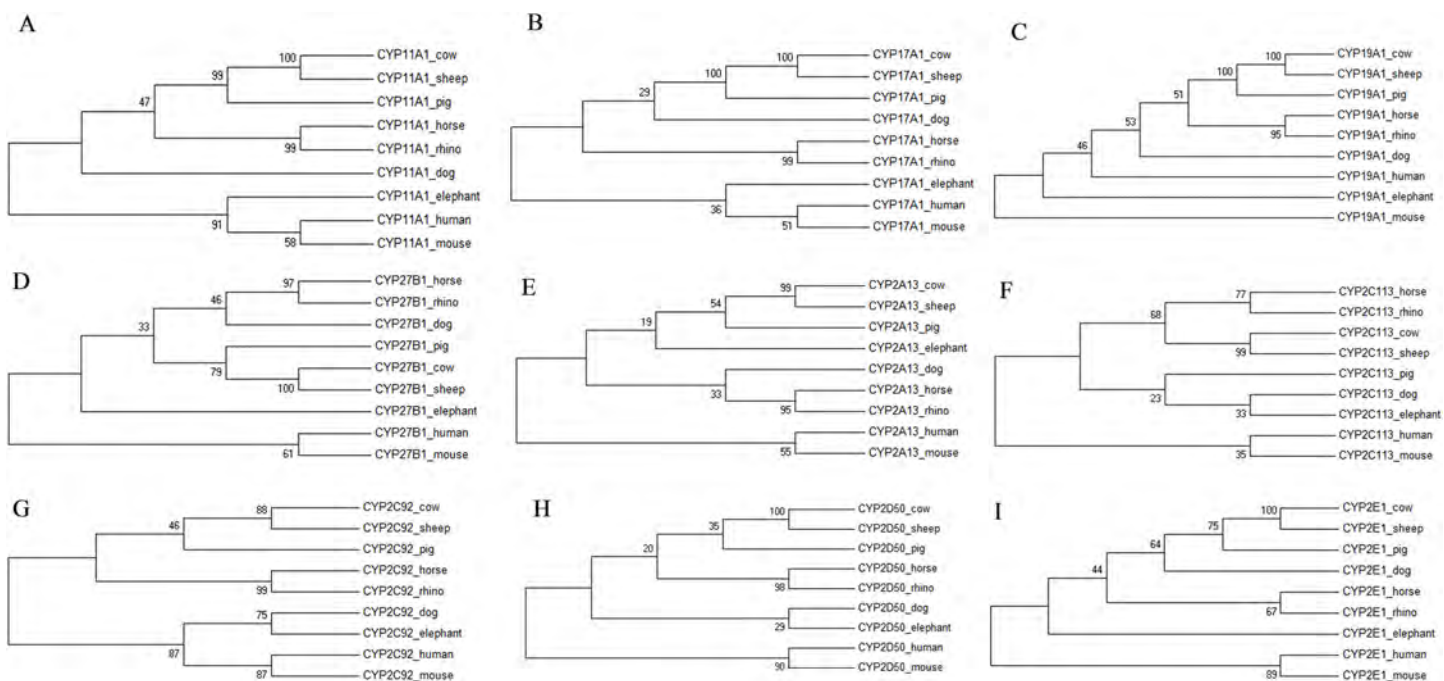 A
100
CYP11A1_cow
99
CYP11A1_sheep
47
CYP11A1_pig
CYP11A1_horse
99
CYP11A1_rhino
CYP11A1_dog
CYP11A1_elephant
91
CYP11A1_human
58
CYP11A1_mouse
B
100
CYP17A1_cow
100
CYP17A1_sheep
29
CYP17A1_pig
CYP17A1_dog
CYP17A1_horse
99
CYP17A1_rhino
CYP17A1_elephant
36
CYP17A1_human
51
CYP17A1_mouse
C
100
CYP19A1_cow
100
CYP19A1_sheep
51
CYP19A1_pig
53
CYP19A1_horse
95
CYP19A1_rhino
46
CYP19A1_dog
CYP19A1_human
CYP19A1_elephant
CYP19A1_mouse
D
97
CYP27B1_horse
46
CYP27B1_rhino
33
CYP27B1_dog
CYP27B1_pig
79
CYP27B1_cow
100
CYP27B1_sheep
CYP27B1_elephant
CYP27B1_human
61
CYP27B1_mouse
E
99
CYP2A13_cow
54
CYP2A13_sheep
19
CYP2A13_pig
CYP2A13_elephant
CYP2A13_dog
33
CYP2A13_horse
95
CYP2A13_rhino
CYP2A13_human
55
CYP2A13_mouse
F
77
CYP2C113_horse
68
CYP2C113_rhino
CYP2C113_cow
99
CYP2C113_sheep
CYP2C113_pig
23
CYP2C113_dog
33
CYP2C113_elephant
CYP2C113_human
35
CYP2C113_mouse
G
88
CYP2C92_cow
46
CYP2C92_sheep
CYP2C92_pig
CYP2C92_horse
99
CYP2C92_rhino
75
CYP2C92_dog
CYP2C92_elephant
87
CYP2C92_human
87
CYP2C92_mouse
H
100
CYP2D50_cow
35
CYP2D50_sheep
20
CYP2D50_pig
CYP2D50_horse
98
CYP2D50_rhino
CYP2D50_dog
29
CYP2D50_elephant
CYP2D50_human
90
CYP2D50_mouse
I
100
CYP2E1_cow
75
CYP2E1_sheep
64
CYP2E1_pig
44
CYP2E1_dog
CYP2E1_horse
67
CYP2E1_rhino
CYP2E1_elephant
CYP2E1_human
89
CYP2E1_mouse